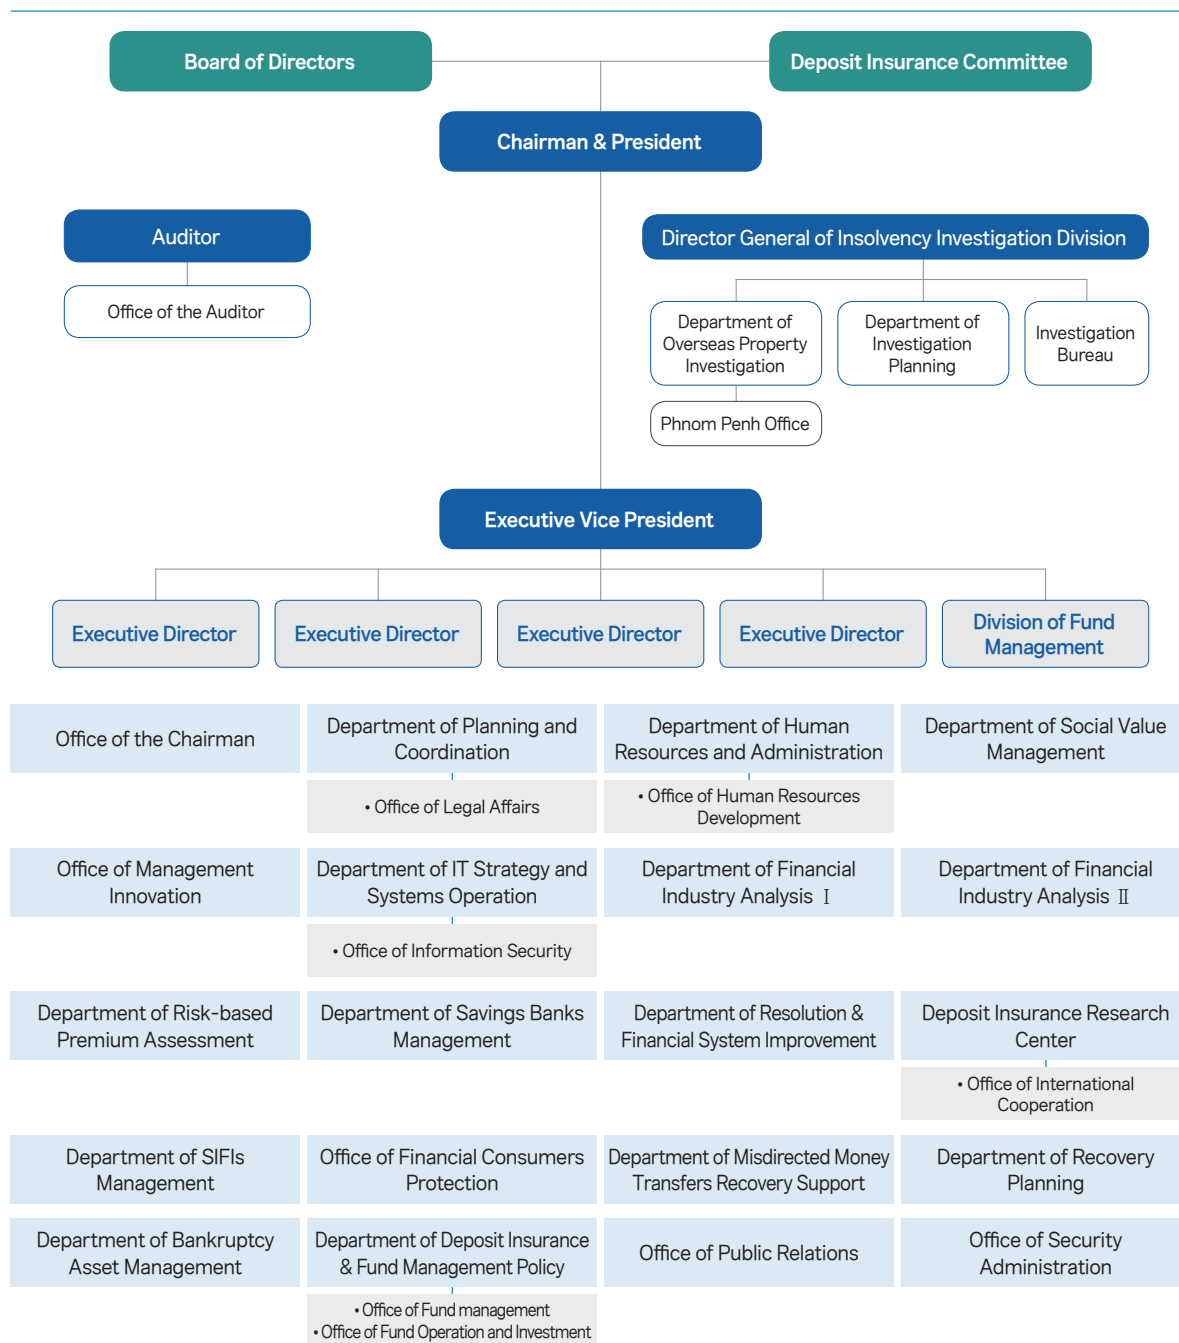 Board of Directors
Deposit Insurance Committee
Chairman & President
Auditor
Office of the Auditor
Director General of Insolvency Investigation Division
Department of
Overseas Property
Investigation
Department of
Investigation
Planning
Investigation
Bureau
Phnom Penh Office
Executive Vice President
Executive Director
Executive Director
Executive Director
Executive Director
Division of Fund
Management
Office of the Chairman
Department of Planning and
Coordination
• Office of Legal Affairs
Department of Human
Resources and Administration
• Office of Human Resources
Development
Department of Social Value
Management
Office of Management
Innovation
Department of IT Strategy and
Systems Operation
• Office of Information Security
Department of Financial
Industry Analysis Ⅰ
Department of Financial
Industry Analysis Ⅱ
Department of Risk-based
Premium Assessment
Department of Savings Banks
Management
Department of Resolution &
Financial System Improvement
Deposit Insurance Research
Center
• Office of International
Cooperation
Department of SIFIs
Management
Office of Financial Consumers
Protection
Department of Misdirected Money
Transfers Recovery Support
Department of Recovery
Planning
Department of Bankruptcy
Asset Management
Department of Deposit Insurance
& Fund Management Policy
• Office of Fund management
• Office of Fund Operation and Investment
Office of Public Relations
Office of Security
Administration